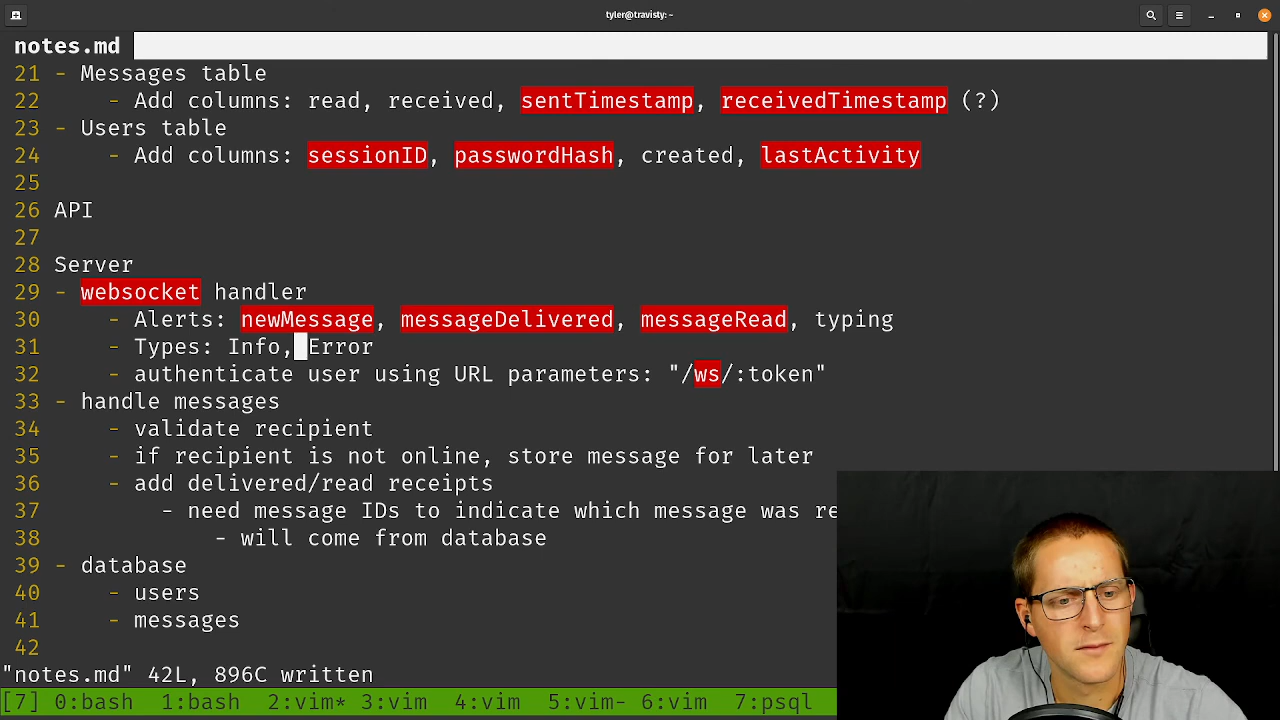 tyler@travisty: ~
notes.md
21 - Messages table
22     - Add columns: read, received, sentTimestamp, receivedTimestamp (?)
23 - Users table
24     - Add columns: sessionID, passwordHash, created, lastActivity
25
26 API
27
28 Server
29 - websocket handler
30     - Alerts: newMessage, messageDelivered, messageRead, typing
31     - Types: Info, Error
32     - authenticate user using URL parameters: "/ws/:token"
33 - handle messages
34     - validate recipient
35     - if recipient is not online, store message for later
36     - add delivered/read receipts
37         - need message IDs to indicate which message was
38             - will come from database
39 - database
40     - users
41     - messages
42
"notes.md" 42L, 896C written
[7] 0:bash  1:bash  2:vim* 3:vim  4:vim  5:vim- 6:vim  7:psql